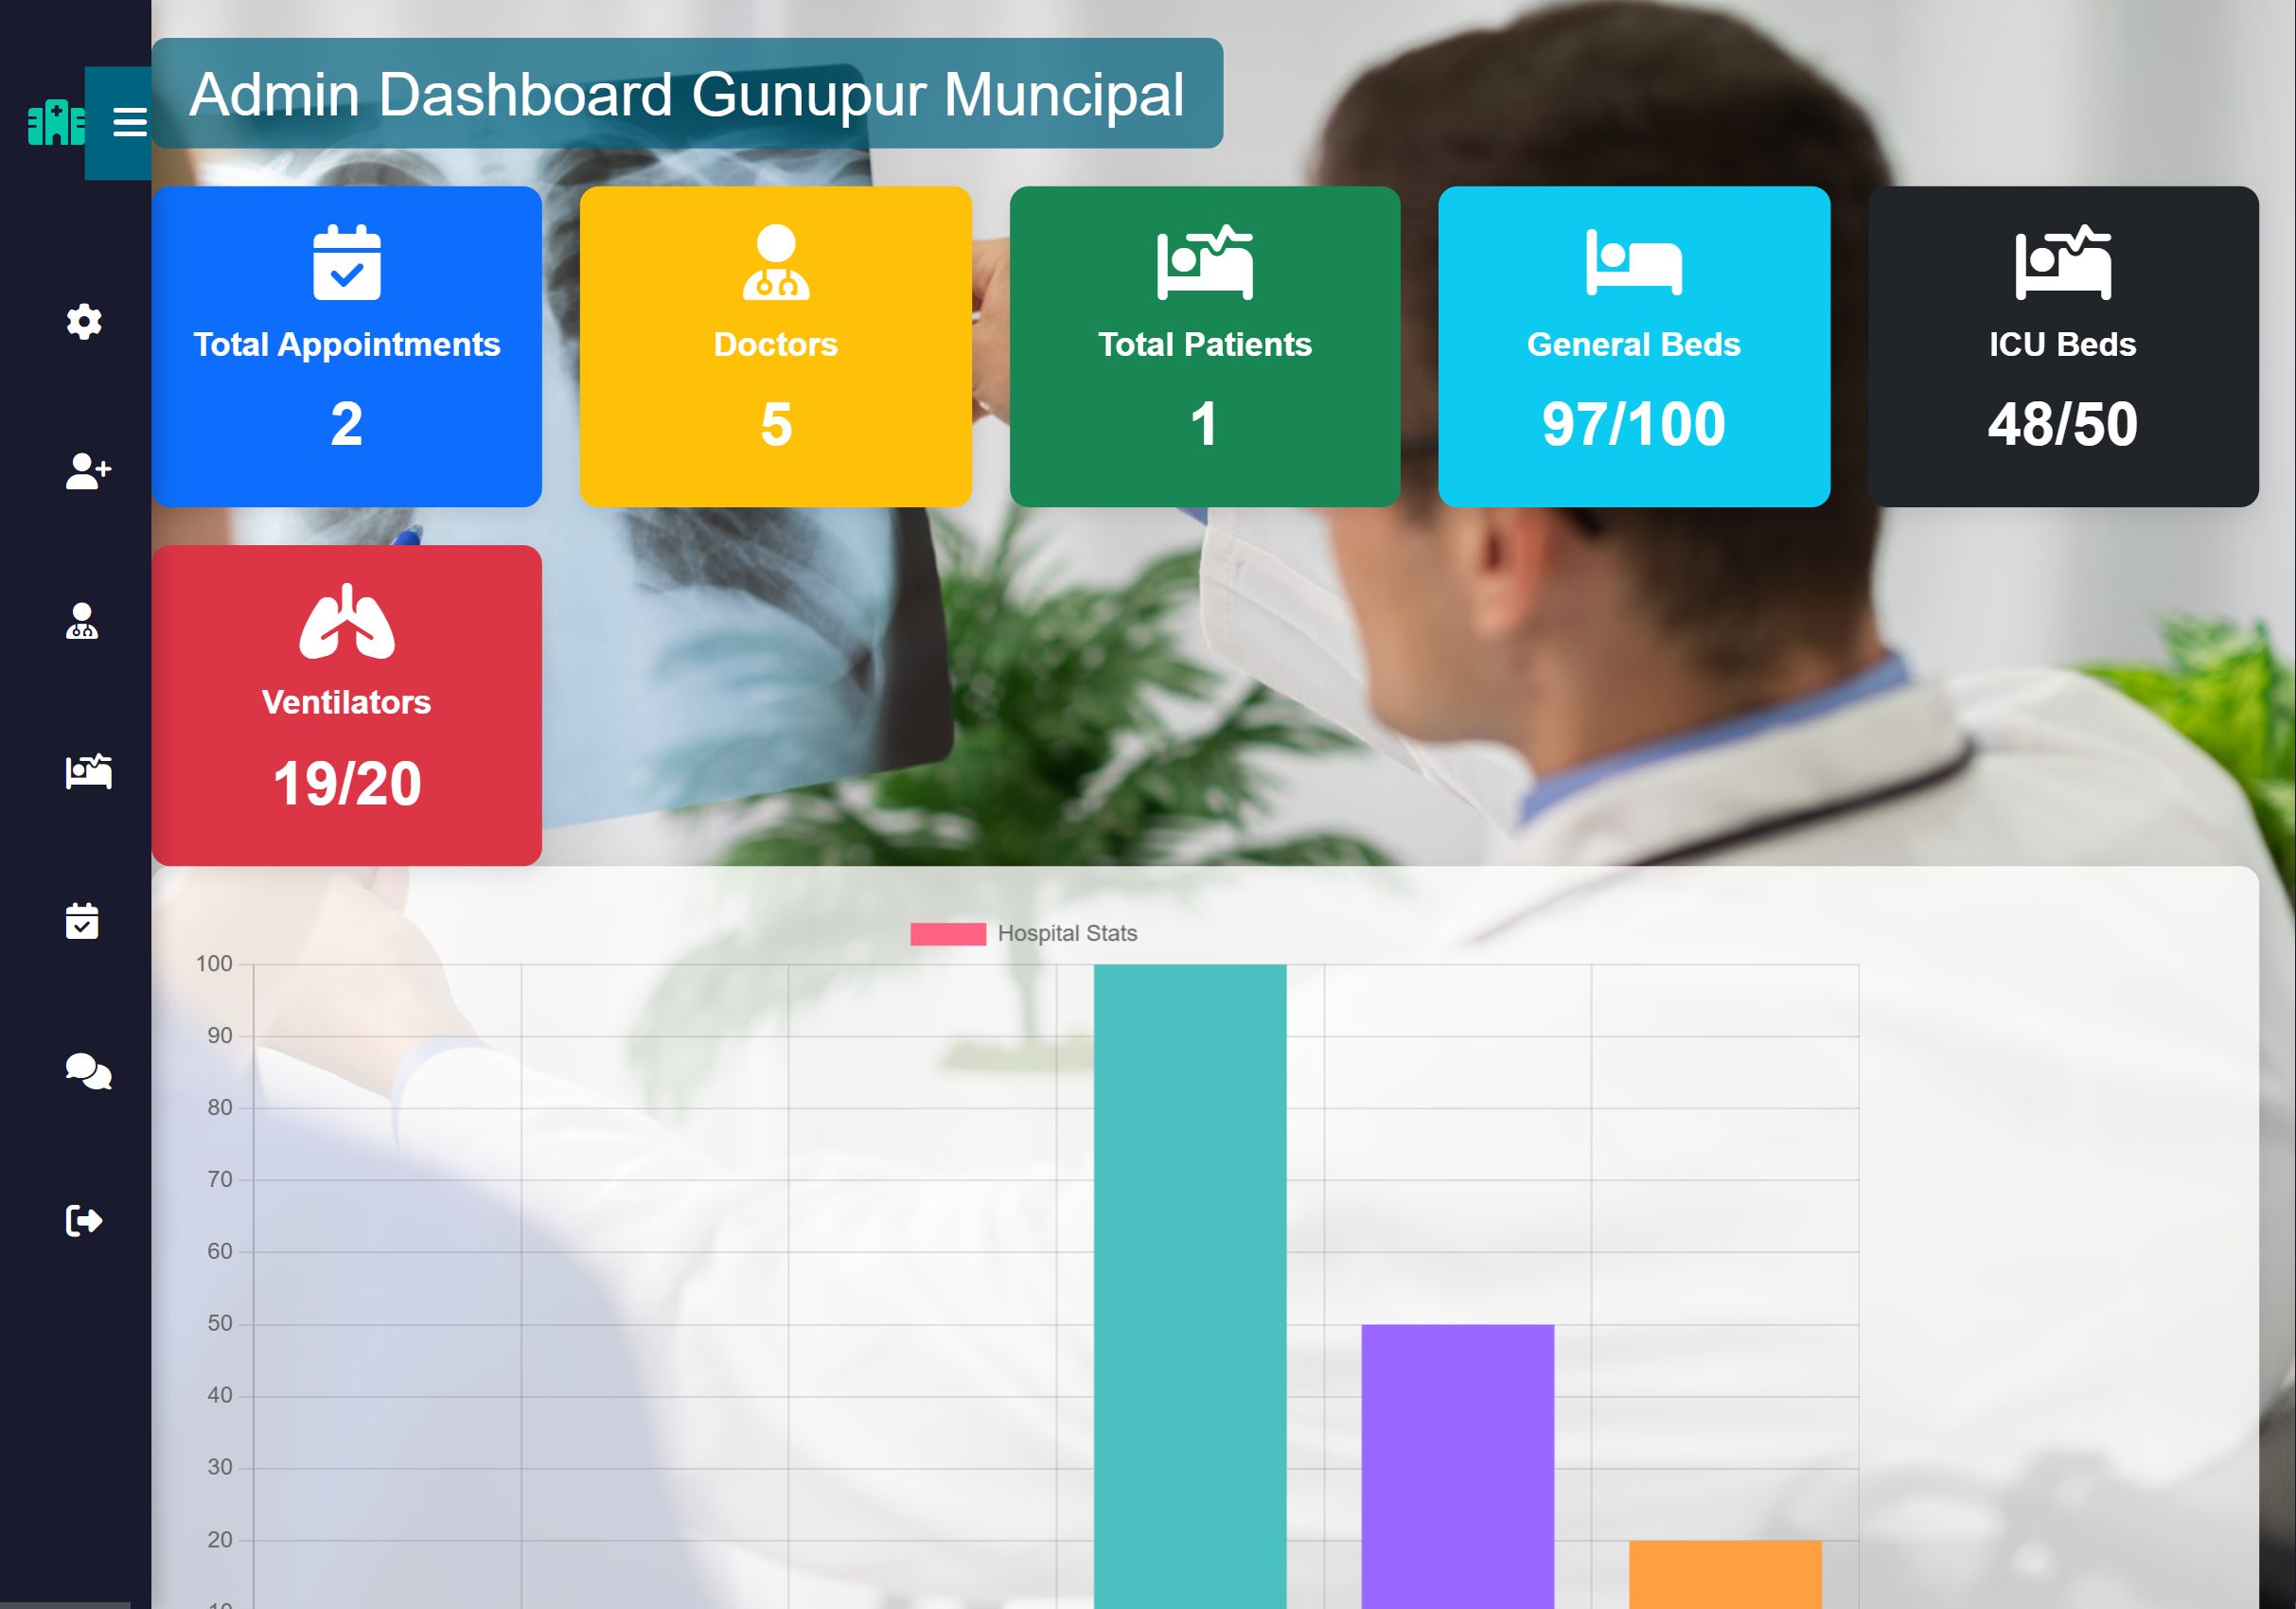 Admin Dashboard Gunupur Muncipal
Total Appointments
2
Doctors
5
Total Patients
1
General Beds
97/100
ICU Beds
48/50
Ventilators
19/20
Hospital Stats
100
90
80
70
60
50
40
30
20
10